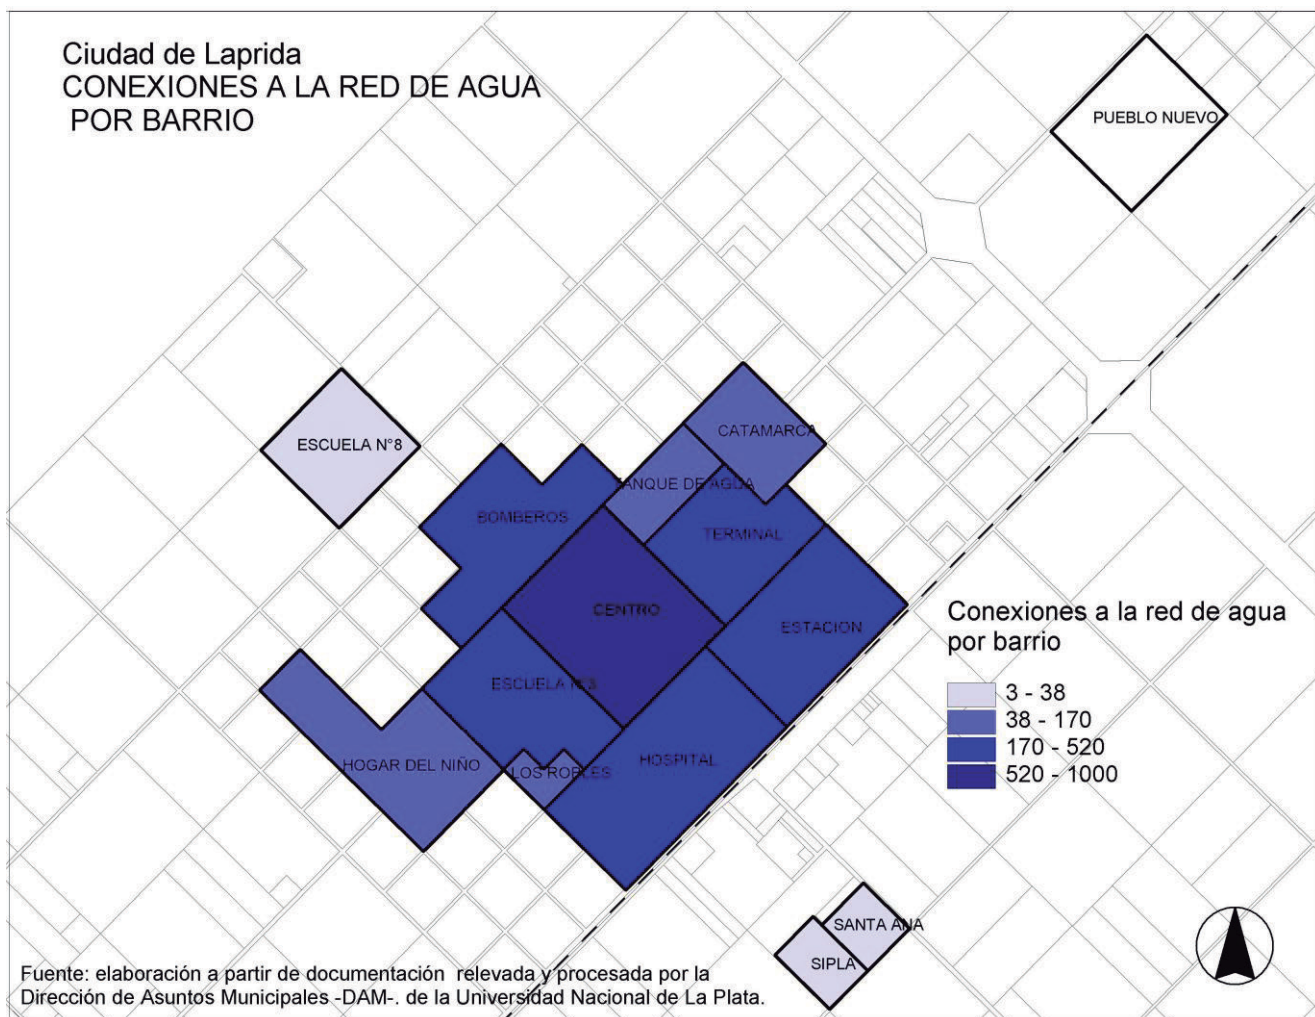 Ciudad de Laprida
CONEXIONES A LA RED DE AGUA
POR BARRIO
PUEBLO NUEVO
CATAMARCA
ESCUELA N°8
TANQUE DE AGUA
BOMBEROS
TERMINAL
CENTRO
ESTACION
ESCUELA N°3
HOGAR DEL NIÑO
LOS ROBLES
HOSPITAL
Conexiones a la red de agua
por barrio
3 - 38
38 - 170
170 - 520
520 - 1000
SANTA ANA
SIPLA
Fuente: elaboración a partir de documentación relevada y procesada por la
Dirección de Asuntos Municipales -DAM-. de la Universidad Nacional de La Plata.